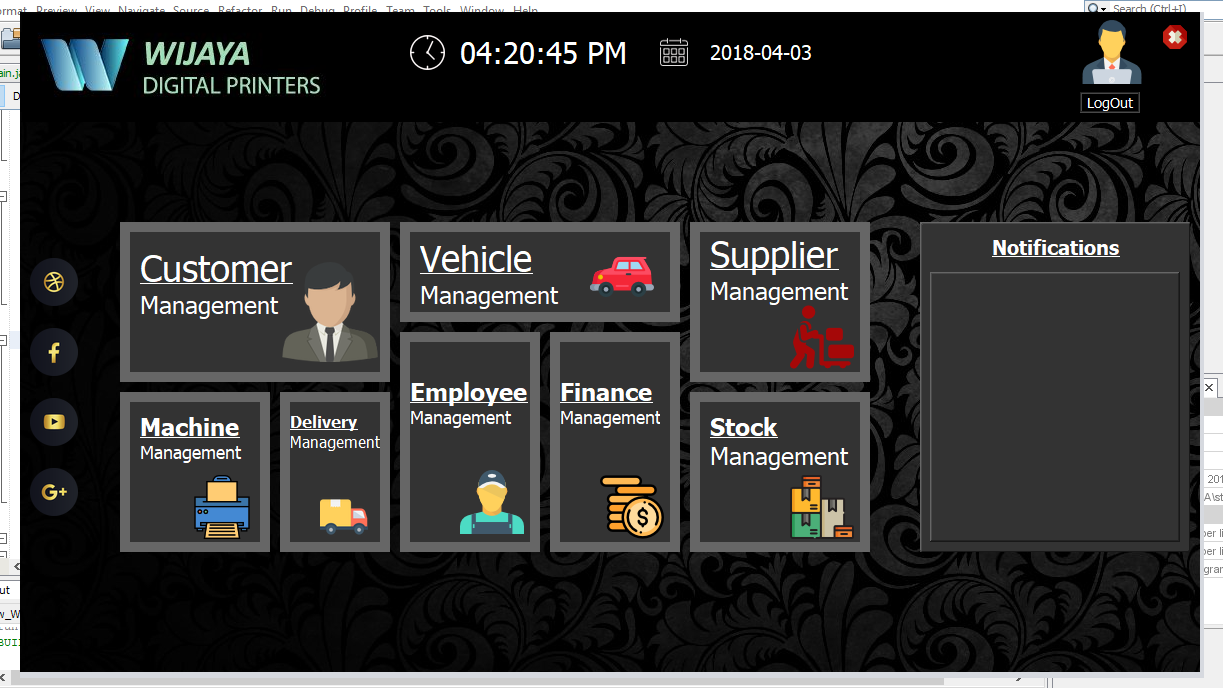 Preview View Navigate Source Refactor Run Debug Profile Team Tools Window Help
Search (Ctrl+I)
WIJAYA
DIGITAL PRINTERS
04:20:45 PM
2018-04-03
LogOut
Customer
Management
Vehicle
Management
Supplier
Management
Notifications
Machine
Management
Delivery
Management
Employee
Management
Finance
Management
Stock
Management
f
G+
$